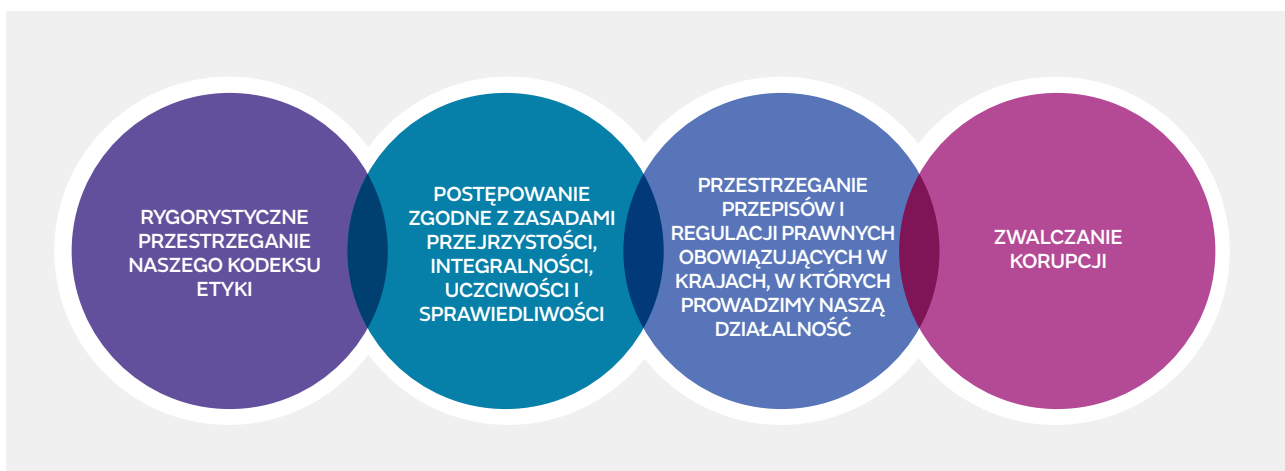 RYGORYSTYCZNE
PRZESTRZEGANIE
NASZEGO KODEKSU
ETYKI
POSTĘPOWANIE
ZGODNE Z ZASADAMI
PRZEJRZYSTOŚCI,
INTEGRALNOŚCI,
UCZCIWOŚCI I
SPRAWIEDLIWOŚCI
PRZESTRZEGANIE
PRZEPISÓW I
REGULACJI PRAWNYCH
OBOWIĄZUJĄCYCH W
KRAJACH, W KTÓRYCH
PROWADZIMY NASZĄ
DZIAŁALNOŚĆ
ZWALCZANIE
KORUPCJI